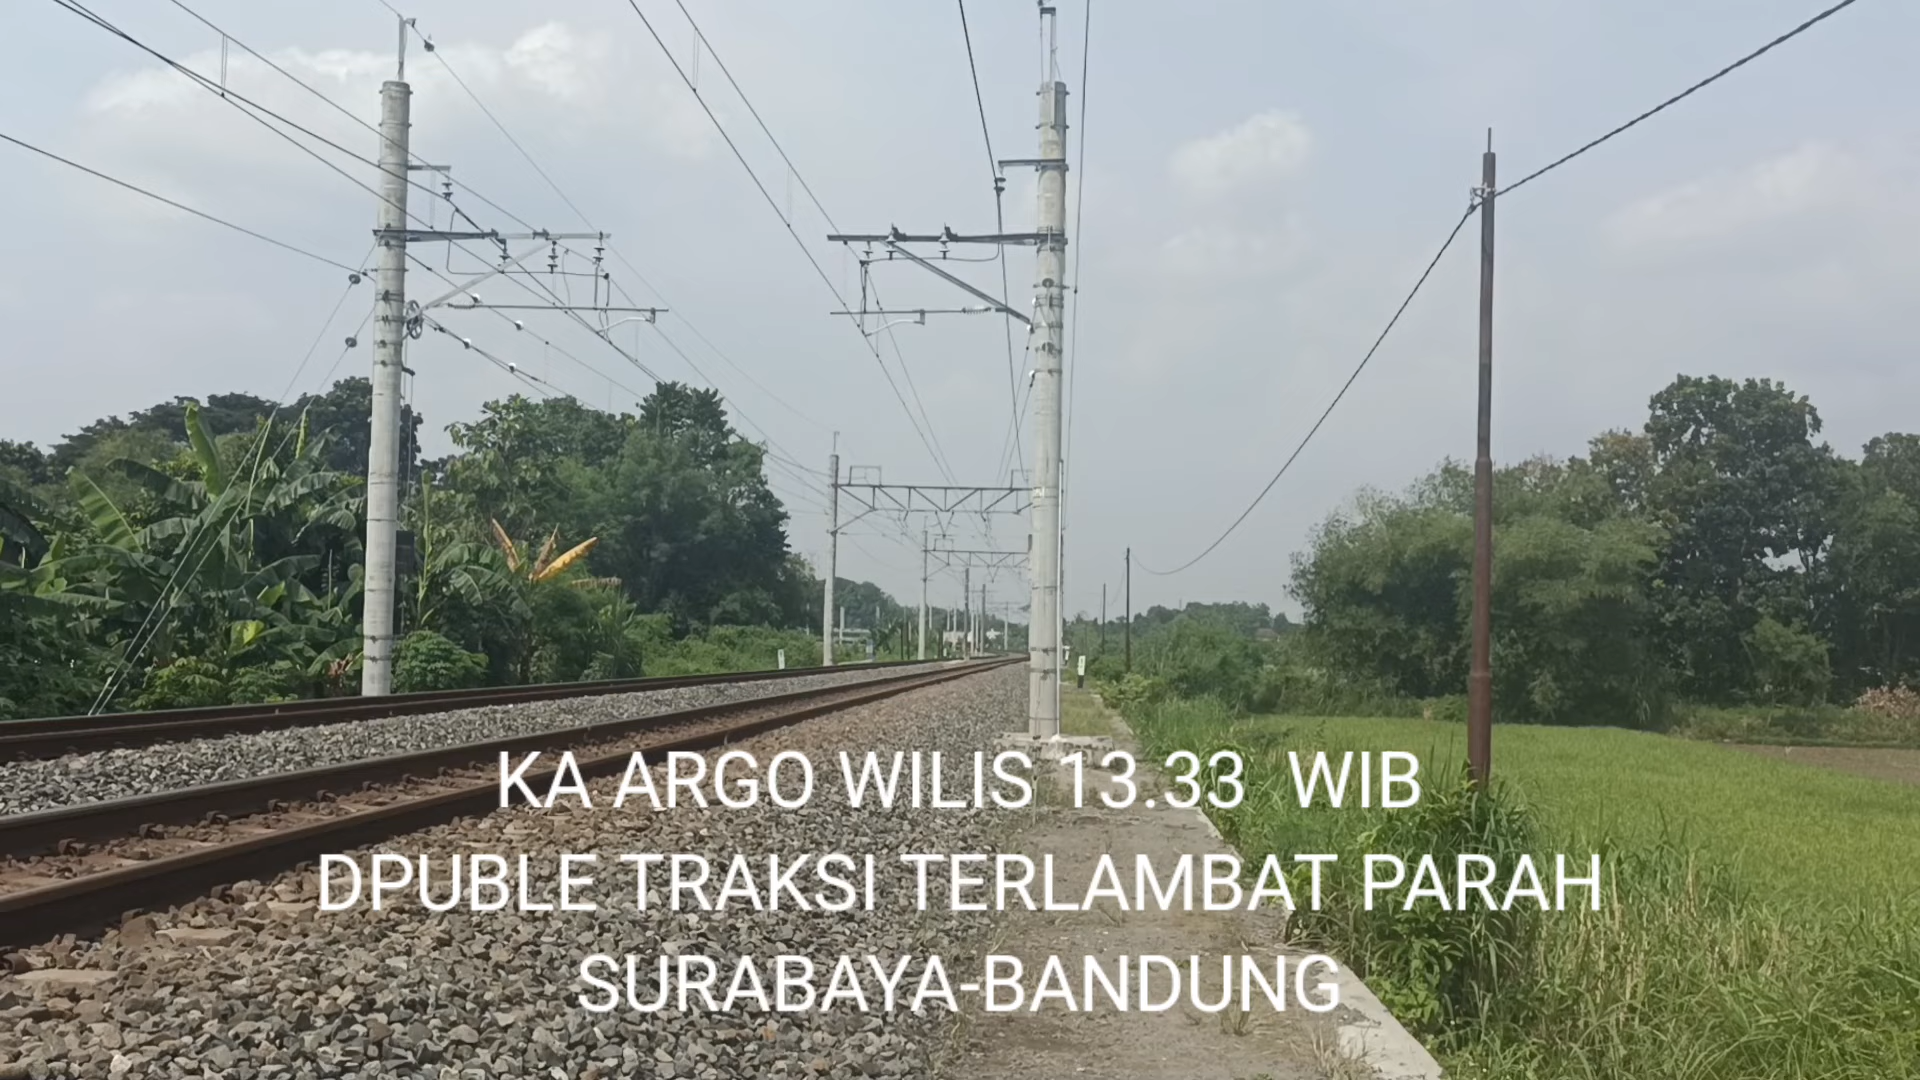 KA ARGO WILIS 13.33 WIB
DPUBLE TRAKSI TERLAMBAT PARAH
SURABAYA-BANDUNG